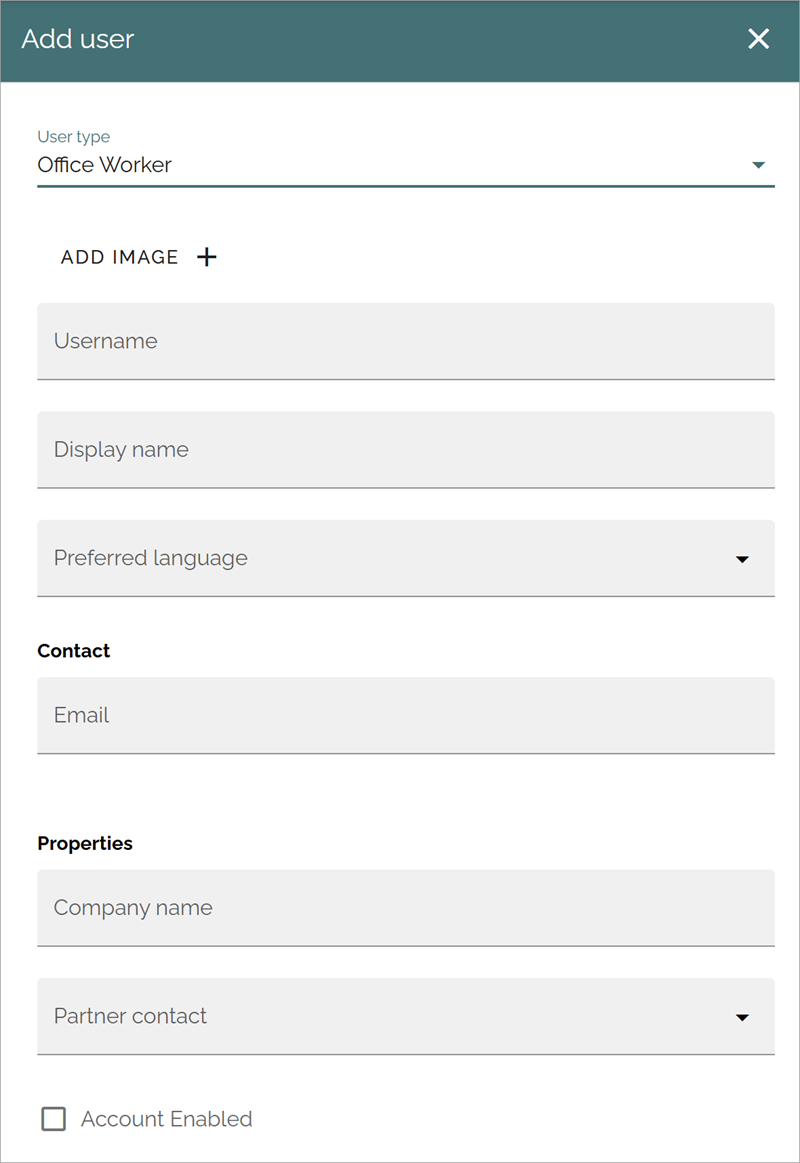 Add user
User type
Office Worker
ADD IMAGE +
Username
Display name
Preferred language
Contact
Email
Properties
Company name
Partner contact
Account Enabled